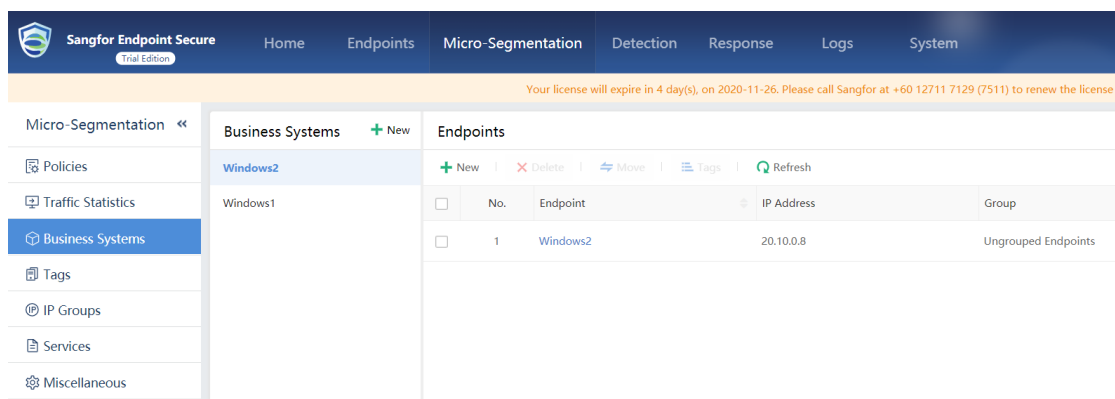 Sangfor Endpoint Secure
Trial Edition
Home Endpoints Micro-Segmentation Detection Response Logs System
Your license will expire in 4 day(s), on 2020-11-26. Please call Sangfor at +60 12711 7129 (7511) to renew the license
Micro-Segmentation «
Policies
Traffic Statistics
Business Systems
Tags
IP Groups
Services
Miscellaneous
Business Systems + New
Windows2
Windows1
Endpoints
+ New Delete Move Tags Refresh
No. Endpoint IP Address Group
1 Windows2 20.10.0.8 Ungrouped Endpoints